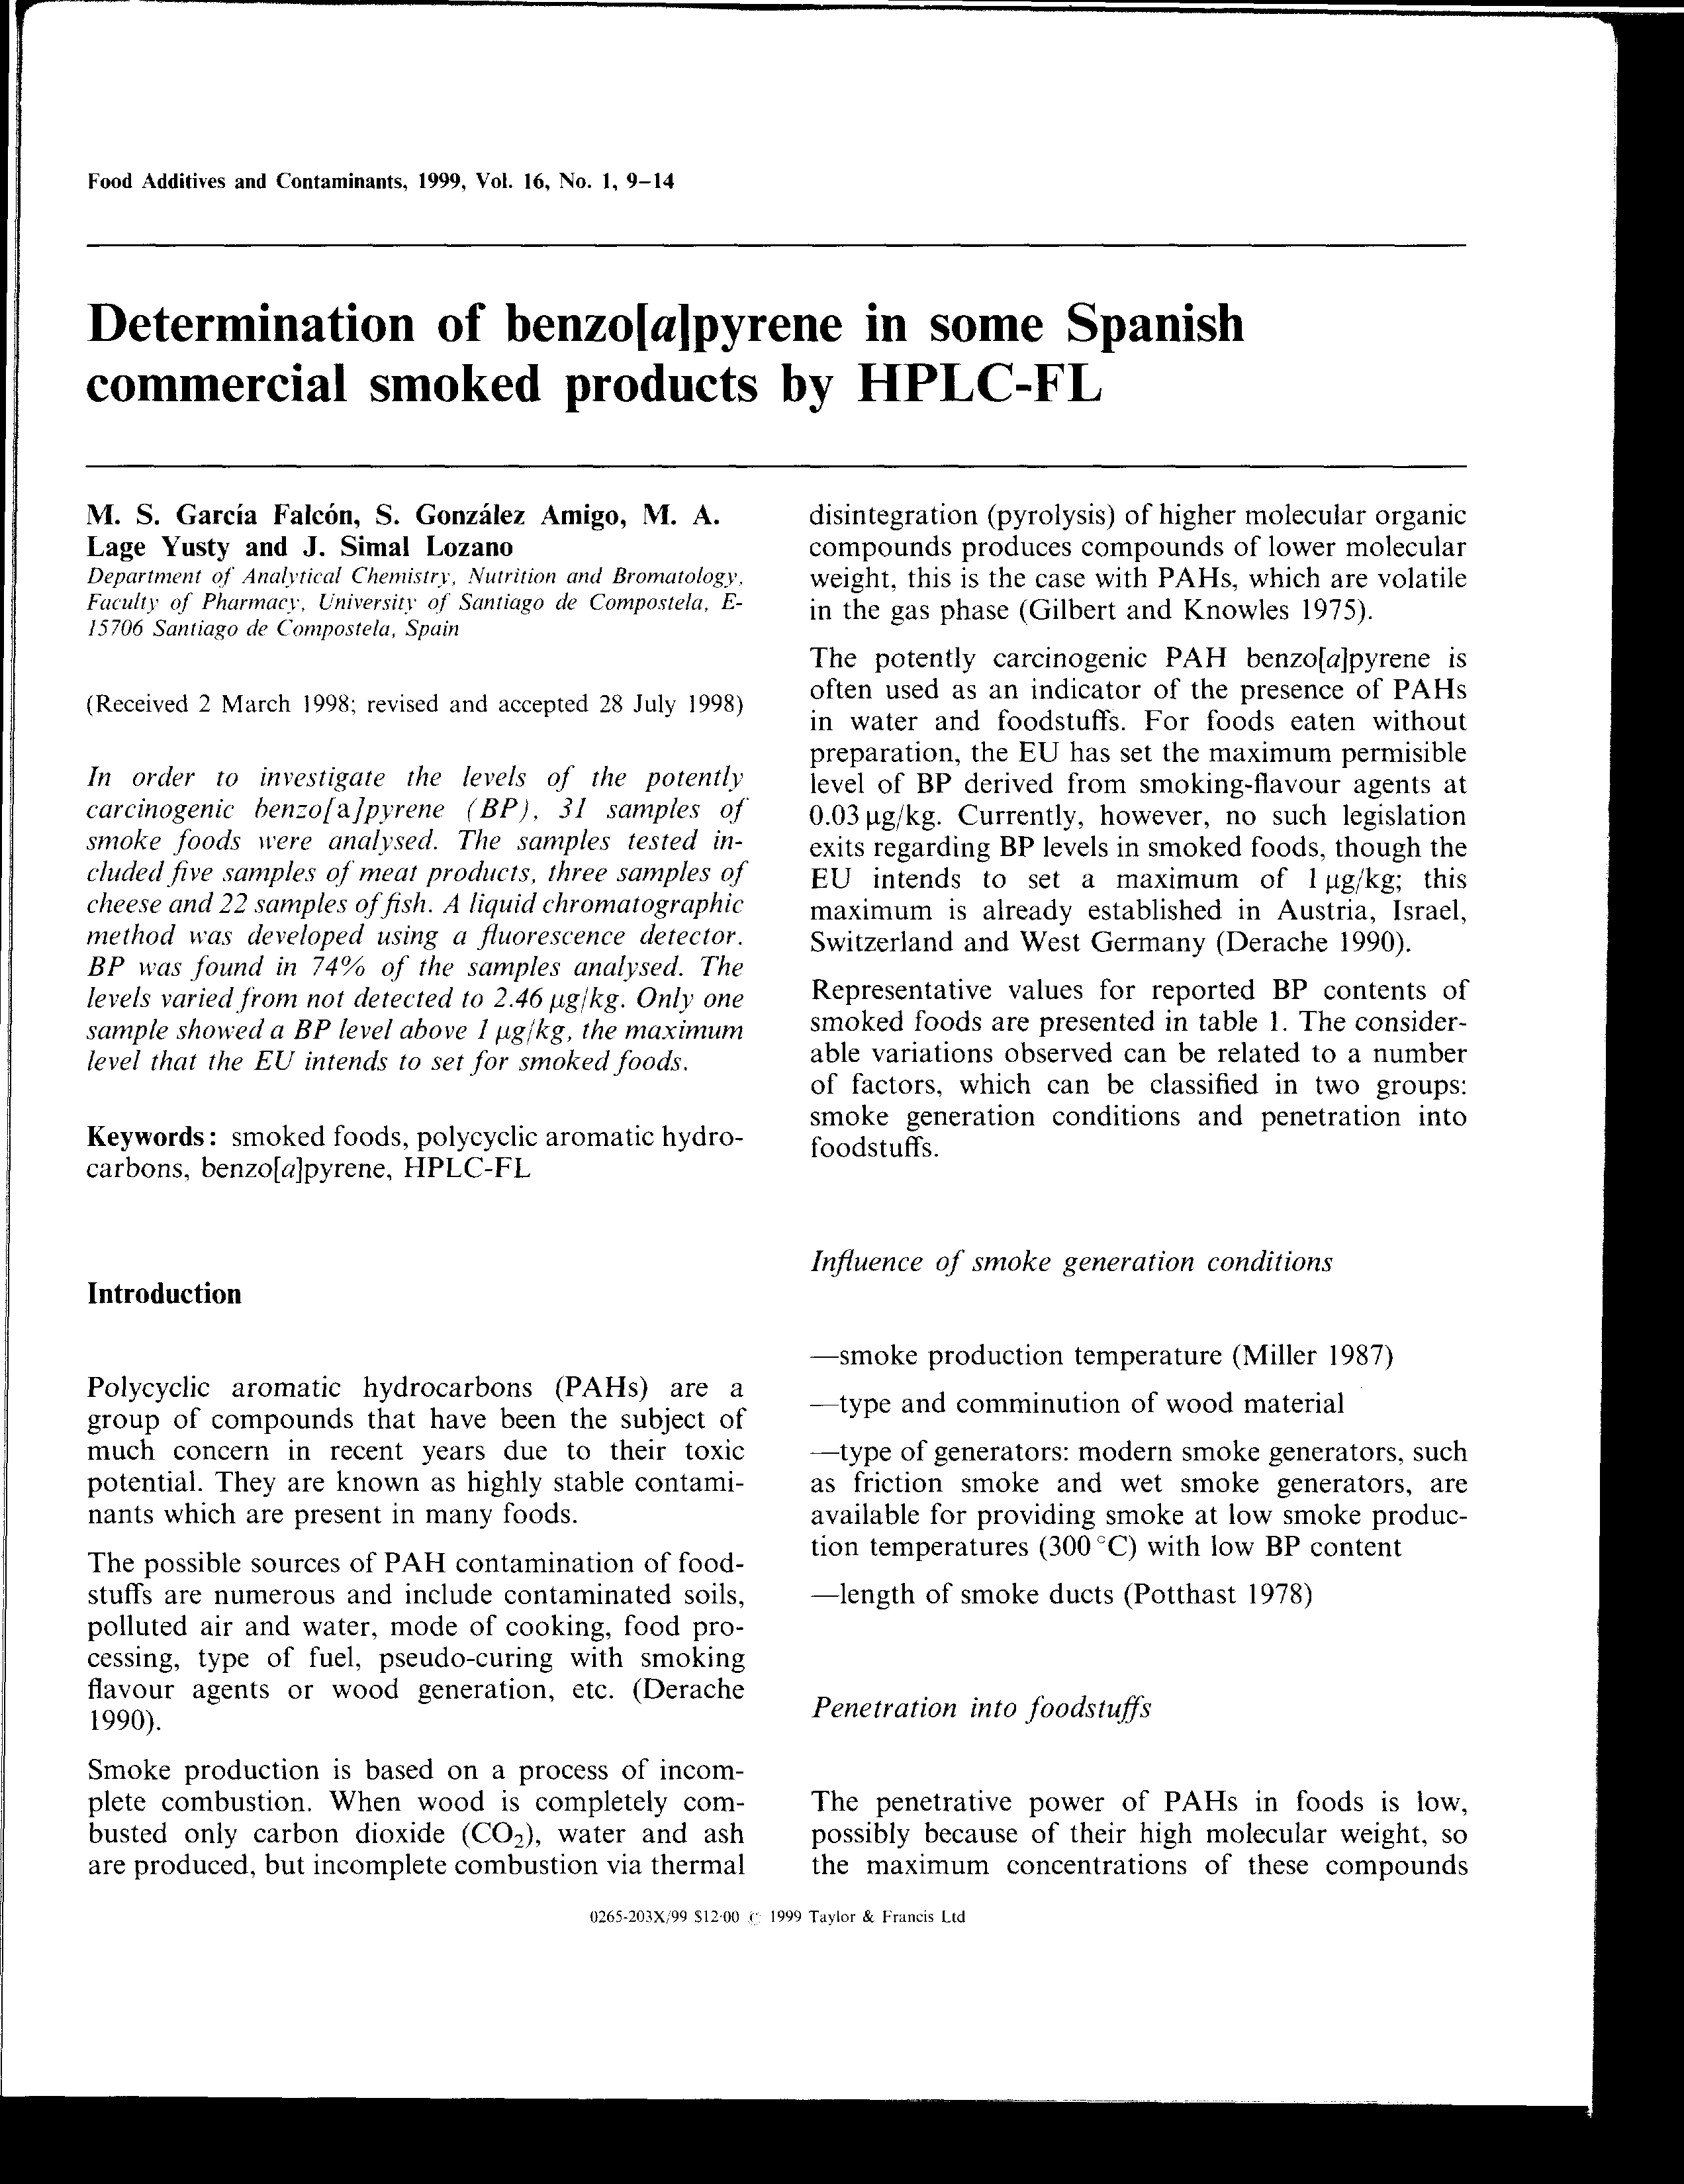 Food Additives and Contaminants, 1999, Vol. 16, No. 1, 9–14
Determination of benzo[a]pyrene in some Spanish
commercial smoked products by HPLC-FL
M. S. García Falcón, S. González Amigo, M. A.
Lage Yusty and J. Simal Lozano
Department of Analytical Chemistry, Nutrition and Bromatology,
Faculty of Pharmacy, University of Santiago de Compostela, E-
15706 Santiago de Compostela, Spain
(Received 2 March 1998; revised and accepted 28 July 1998)
In order to investigate the levels of the potently
carcinogenic benzo[a]pyrene (BP), 31 samples of
smoke foods were analysed. The samples tested in-
cluded five samples of meat products, three samples of
cheese and 22 samples of fish. A liquid chromatographic
method was developed using a fluorescence detector.
BP was found in 74% of the samples analysed. The
levels varied from not detected to 2.46 µg/kg. Only one
sample showed a BP level above 1 µg/kg, the maximum
level that the EU intends to set for smoked foods.
Keywords: smoked foods, polycyclic aromatic hydro-
carbons, benzo[a]pyrene, HPLC-FL
Introduction
Polycyclic aromatic hydrocarbons (PAHs) are a
group of compounds that have been the subject of
much concern in recent years due to their toxic
potential. They are known as highly stable contami-
nants which are present in many foods.
The possible sources of PAH contamination of food-
stuffs are numerous and include contaminated soils,
polluted air and water, mode of cooking, food pro-
cessing, type of fuel, pseudo-curing with smoking
flavour agents or wood generation, etc. (Derache
1990).
Smoke production is based on a process of incom-
plete combustion. When wood is completely com-
busted only carbon dioxide (CO₂), water and ash
are produced, but incomplete combustion via thermal
disintegration (pyrolysis) of higher molecular organic
compounds produces compounds of lower molecular
weight, this is the case with PAHs, which are volatile
in the gas phase (Gilbert and Knowles 1975).
The potently carcinogenic PAH benzo[a]pyrene is
often used as an indicator of the presence of PAHs
in water and foodstuffs. For foods eaten without
preparation, the EU has set the maximum permisible
level of BP derived from smoking-flavour agents at
0.03 µg/kg. Currently, however, no such legislation
exits regarding BP levels in smoked foods, though the
EU intends to set a maximum of 1 µg/kg; this
maximum is already established in Austria, Israel,
Switzerland and West Germany (Derache 1990).
Representative values for reported BP contents of
smoked foods are presented in table 1. The consider-
able variations observed can be related to a number
of factors, which can be classified in two groups:
smoke generation conditions and penetration into
foodstuffs.
Influence of smoke generation conditions
—smoke production temperature (Miller 1987)
—type and comminution of wood material
—type of generators: modern smoke generators, such
as friction smoke and wet smoke generators, are
available for providing smoke at low smoke produc-
tion temperatures (300 °C) with low BP content
—length of smoke ducts (Potthast 1978)
Penetration into foodstuffs
The penetrative power of PAHs in foods is low,
possibly because of their high molecular weight, so
the maximum concentrations of these compounds
0265-203X/99 $12·00 © 1999 Taylor & Francis Ltd